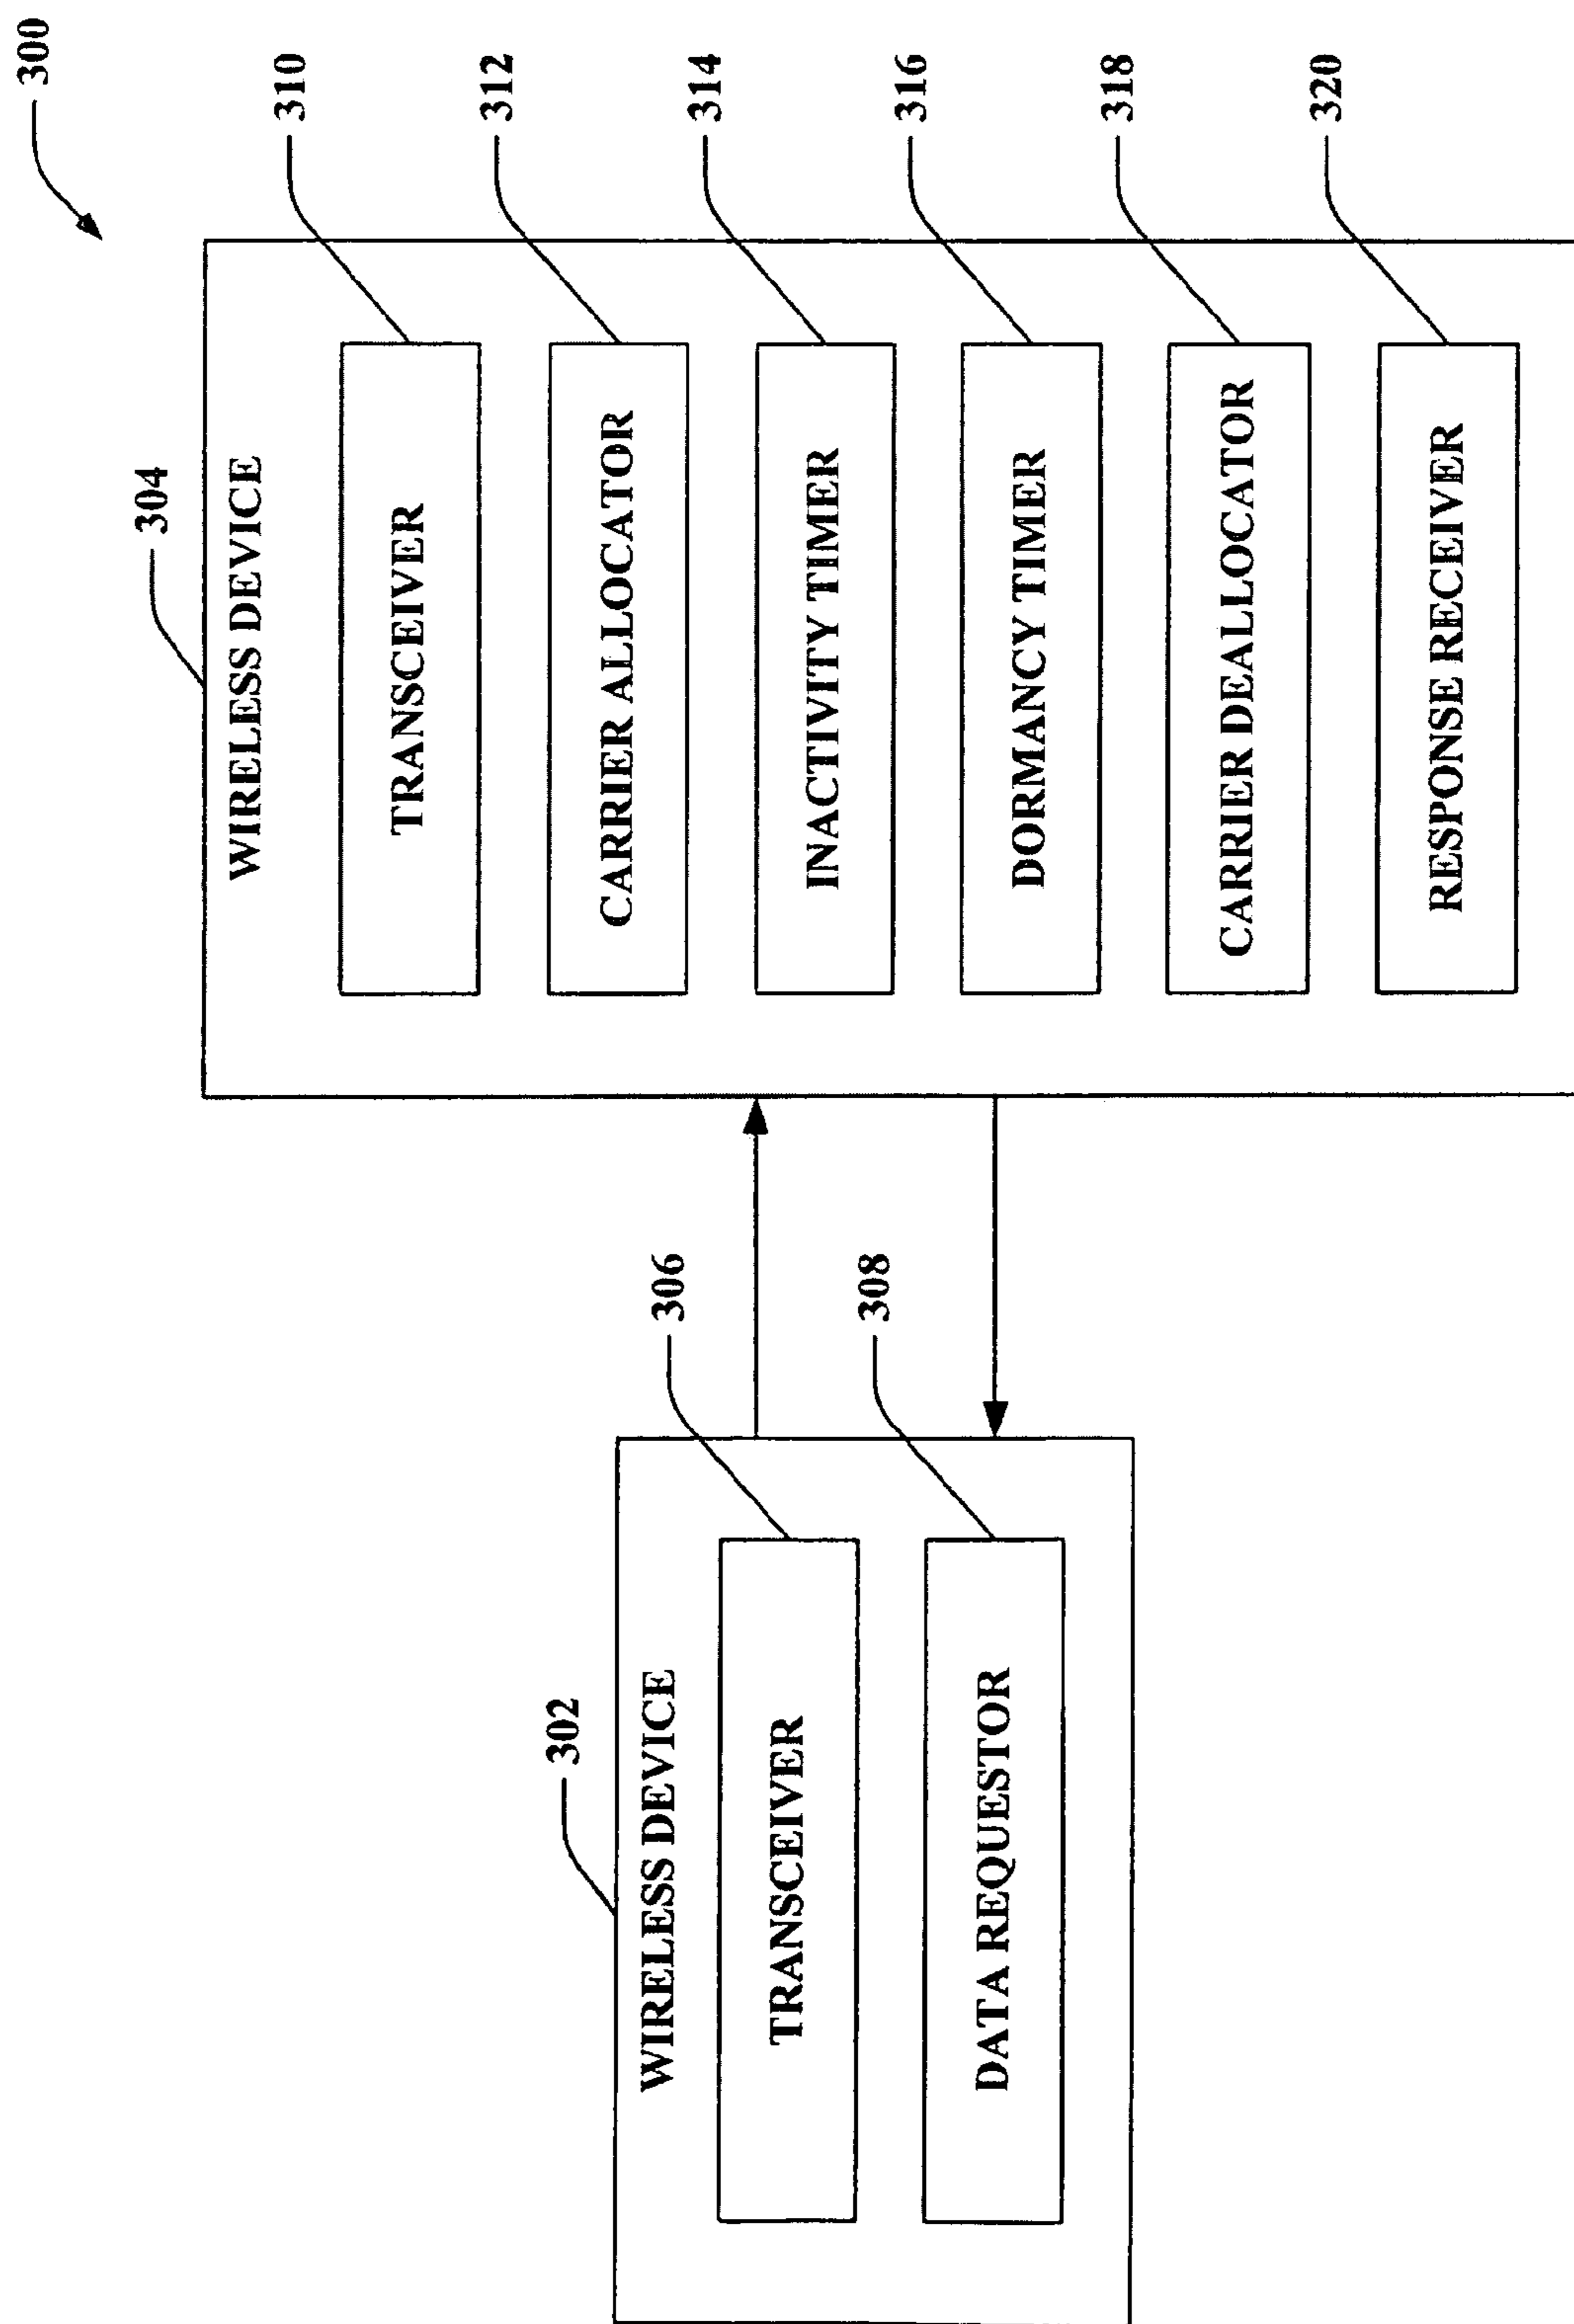 300
304
WIRELESS DEVICE
310
TRANSCEIVER
312
CARRIER ALLOCATOR
314
INACTIVITY TIMER
316
DORMANCY TIMER
318
CARRIER DEALLOCATOR
320
RESPONSE RECEIVER
302
WIRELESS DEVICE
306
TRANSCEIVER
308
DATA REQUESTOR